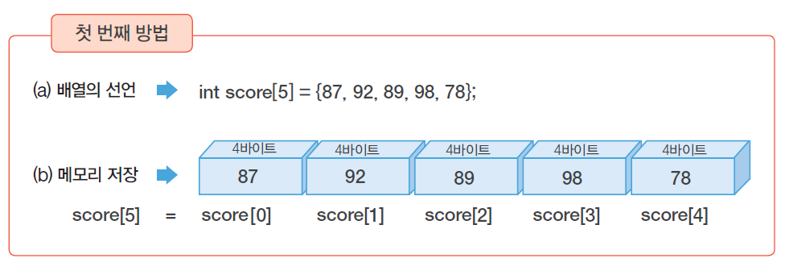 첫 번째 방법
(a) 배열의 선언 int score[5] = {87, 92, 89, 98, 78};
4바이트 4바이트 4바이트 4바이트 4바이트
(b) 메모리 저장 87 92 89 98 78
score[5] = score[0] score[1] score[2] score[3] score[4]